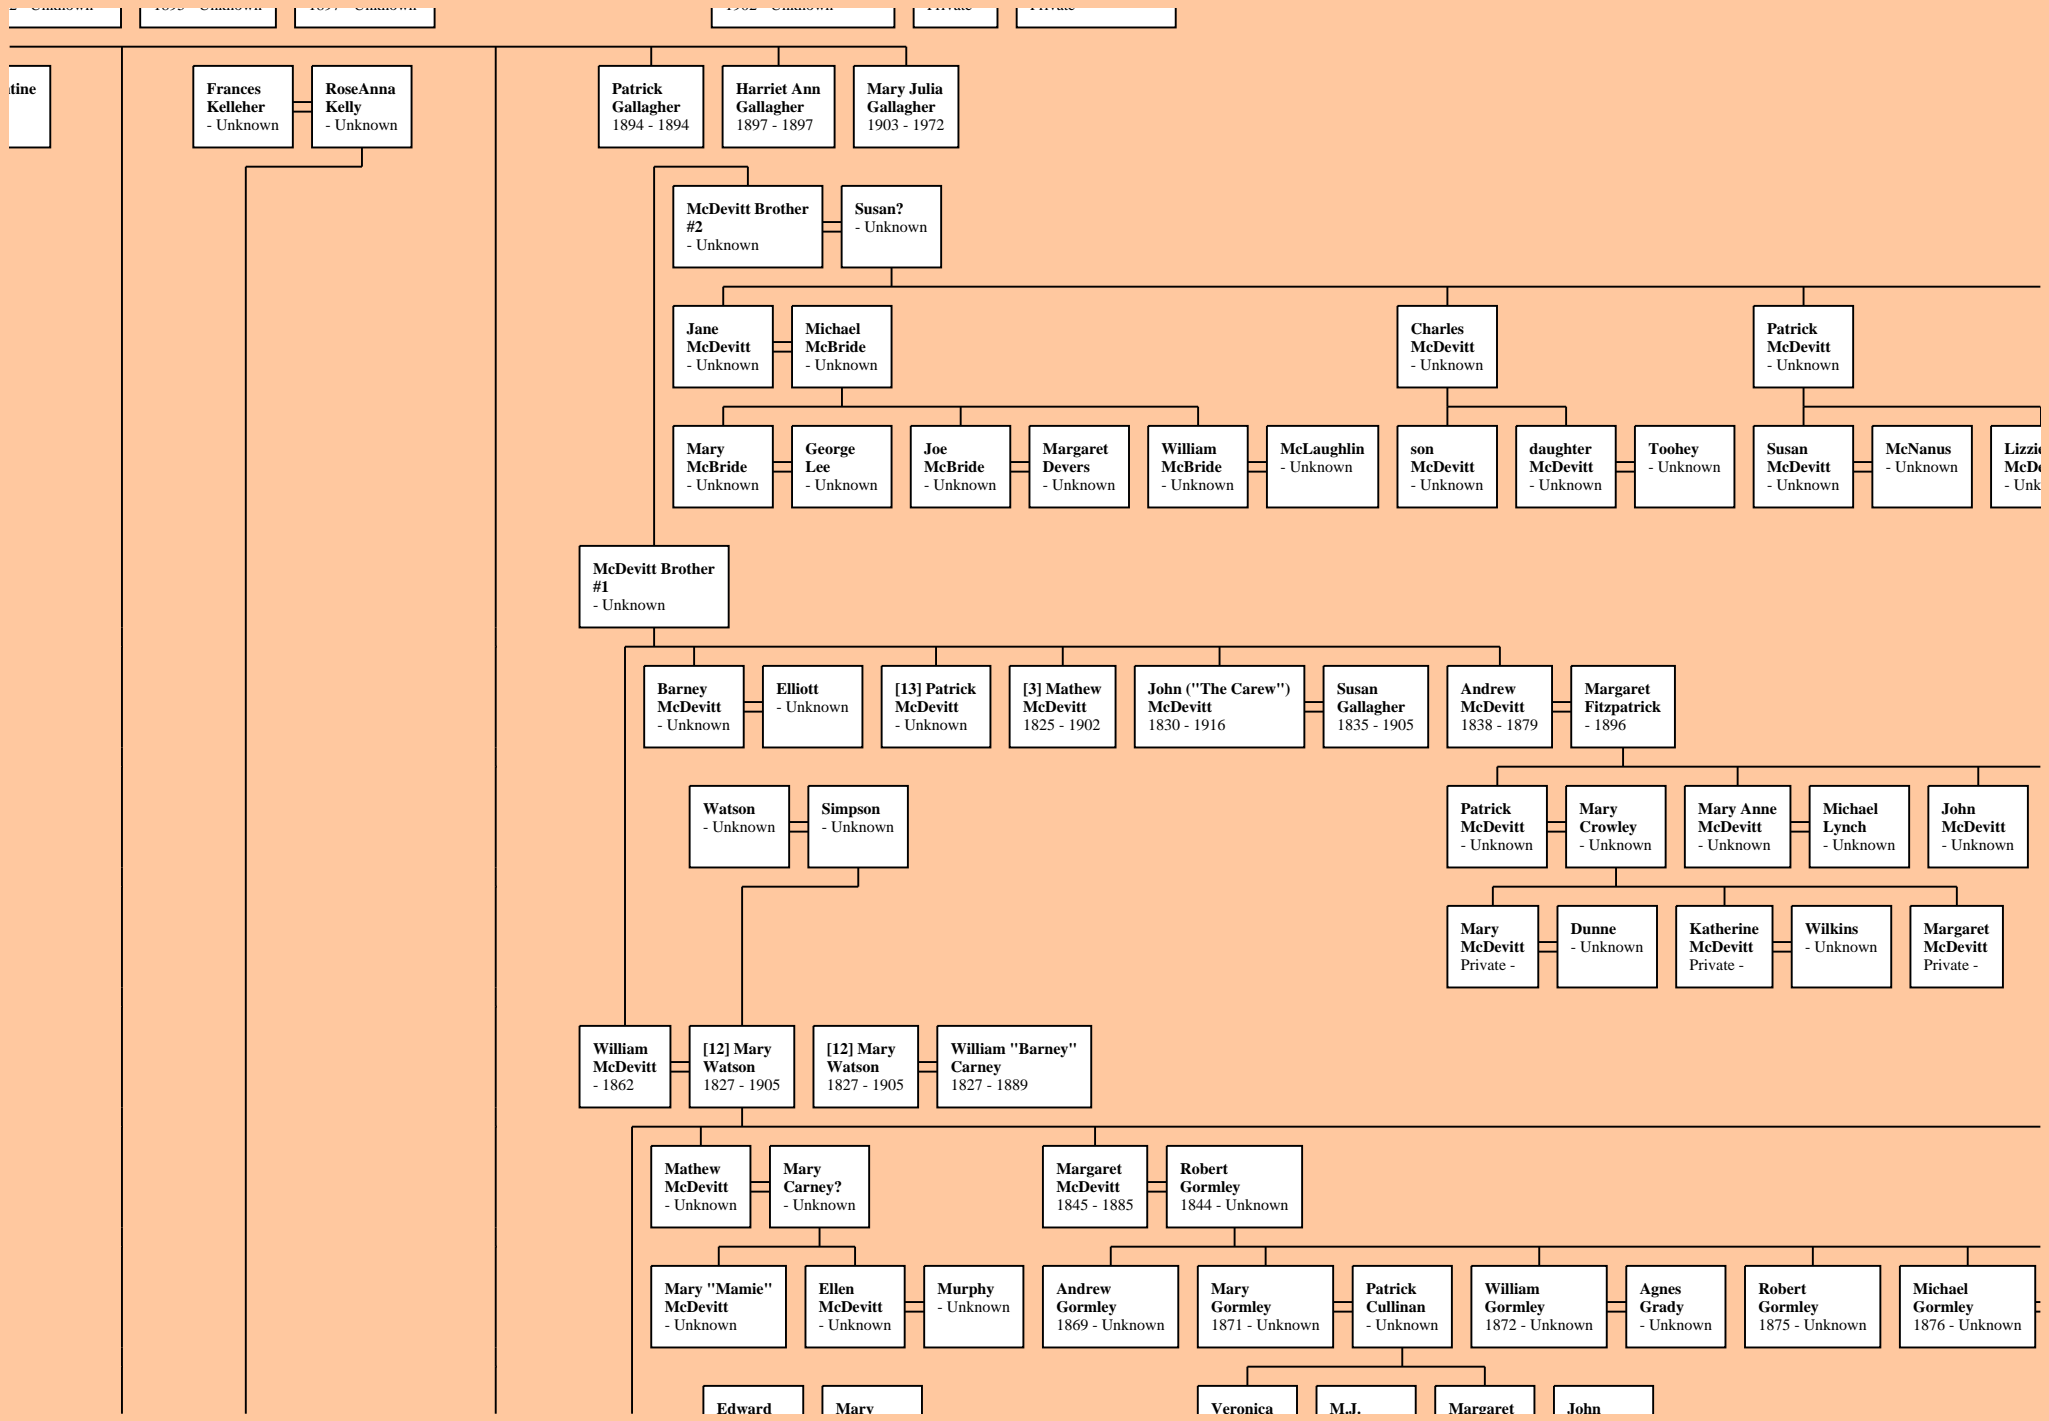 1902 - Unknown
Private
Private
tine
Frances
Kelleher
- Unknown
RoseAnna
Kelly
- Unknown
Patrick
Gallagher
1894 - 1894
Harriet Ann
Gallagher
1897 - 1897
Mary Julia
Gallagher
1903 - 1972
McDevitt Brother
#2
- Unknown
Susan?
- Unknown
Jane
McDevitt
- Unknown
Michael
McBride
- Unknown
Charles
McDevitt
- Unknown
Patrick
McDevitt
- Unknown
Mary
McBride
- Unknown
George
Lee
- Unknown
Joe
McBride
- Unknown
Margaret
Devers
- Unknown
William
McBride
- Unknown
McLaughlin
- Unknown
son
McDevitt
- Unknown
daughter
McDevitt
- Unknown
Toohey
- Unknown
Susan
McDevitt
- Unknown
McNanus
- Unknown
Lizzie
McDe
- Unk
McDevitt Brother
#1
- Unknown
Barney
McDevitt
- Unknown
Elliott
- Unknown
[13] Patrick
McDevitt
- Unknown
[3] Mathew
McDevitt
1825 - 1902
John ("The Carew")
McDevitt
1830 - 1916
Susan
Gallagher
1835 - 1905
Andrew
McDevitt
1838 - 1879
Margaret
Fitzpatrick
- 1896
Watson
- Unknown
Simpson
- Unknown
Patrick
McDevitt
- Unknown
Mary
Crowley
- Unknown
Mary Anne
McDevitt
- Unknown
Michael
Lynch
- Unknown
John
McDevitt
- Unknown
Mary
McDevitt
Private -
Dunne
- Unknown
Katherine
McDevitt
Private -
Wilkins
- Unknown
Margaret
McDevitt
Private -
William
McDevitt
- 1862
[12] Mary
Watson
1827 - 1905
[12] Mary
Watson
1827 - 1905
William "Barney"
Carney
1827 - 1889
Mathew
McDevitt
- Unknown
Mary
Carney?
- Unknown
Margaret
McDevitt
1845 - 1885
Robert
Gormley
1844 - Unknown
Mary "Mamie"
McDevitt
- Unknown
Ellen
McDevitt
- Unknown
Murphy
- Unknown
Andrew
Gormley
1869 - Unknown
Mary
Gormley
1871 - Unknown
Patrick
Cullinan
- Unknown
William
Gormley
1872 - Unknown
Agnes
Grady
- Unknown
Robert
Gormley
1875 - Unknown
Michael
Gormley
1876 - Unknown
Edward
Mary
Veronica
M.J.
Margaret
John